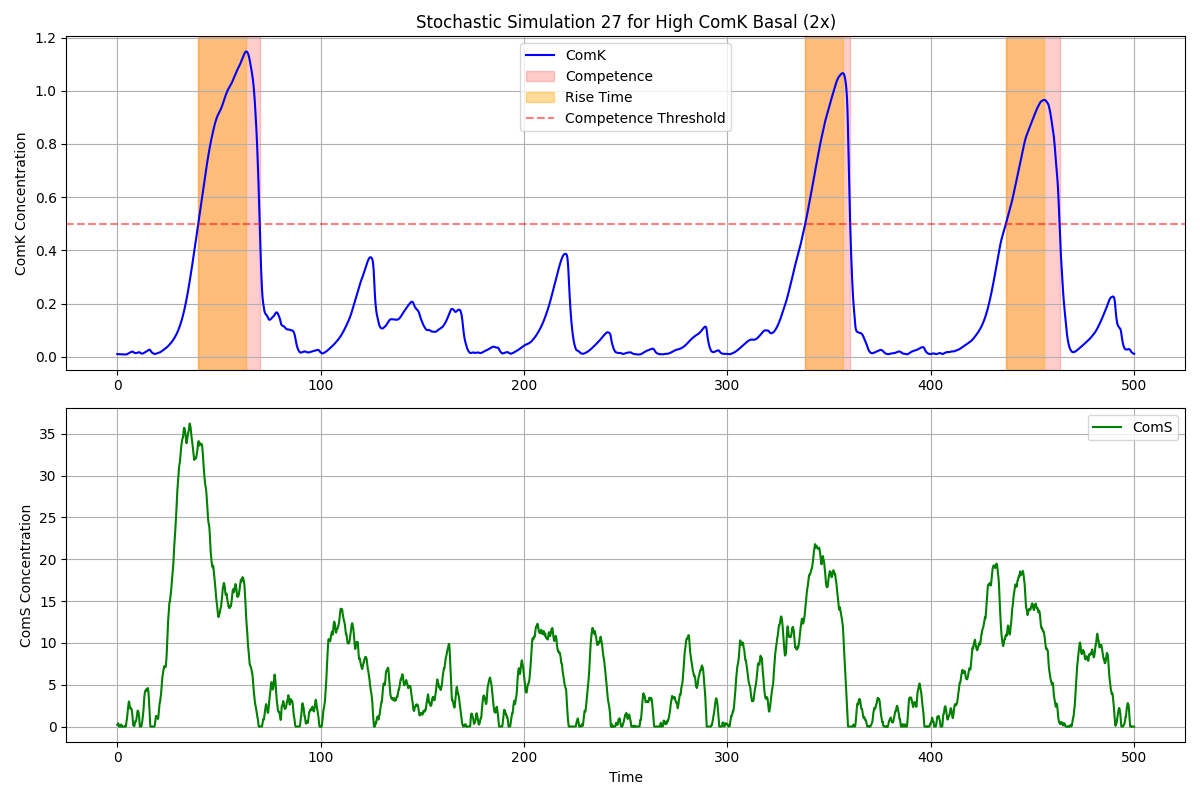 Stochastic Simulation 27 for High ComK Basal (2x)
ComK Concentration
1.2
1.0
0.8
0.6
0.4
0.2
0.0
ComK
Competence
Rise Time
Competence Threshold
0 100 200 300 400 500
ComS Concentration
35
30
25
20
15
10
5
0
ComS
0 100 200 300 400 500
Time